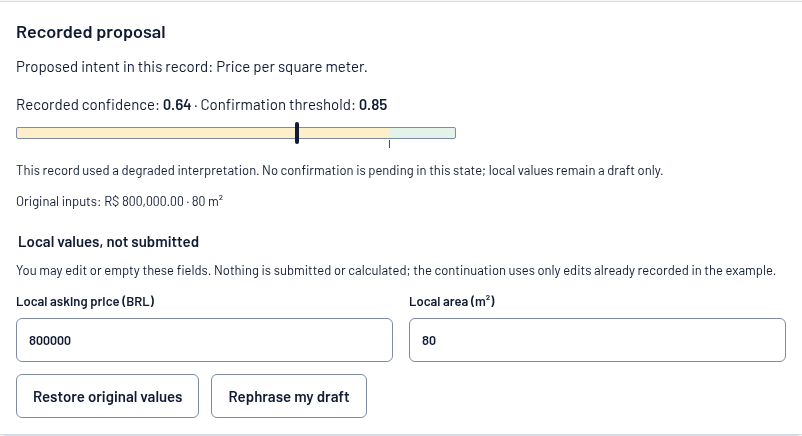 Recorded proposal
Proposed intent in this record: Price per square meter.
Recorded confidence: 0.64 · Confirmation threshold: 0.85
This record used a degraded interpretation. No confirmation is pending in this state; local values remain a draft only.
Original inputs: R$ 800,000.00 · 80 m²
Local values, not submitted
You may edit or empty these fields. Nothing is submitted or calculated; the continuation uses only edits already recorded in the example.
Local asking price (BRL)
Local area (m²)
800000
80
Restore original values
Rephrase my draft